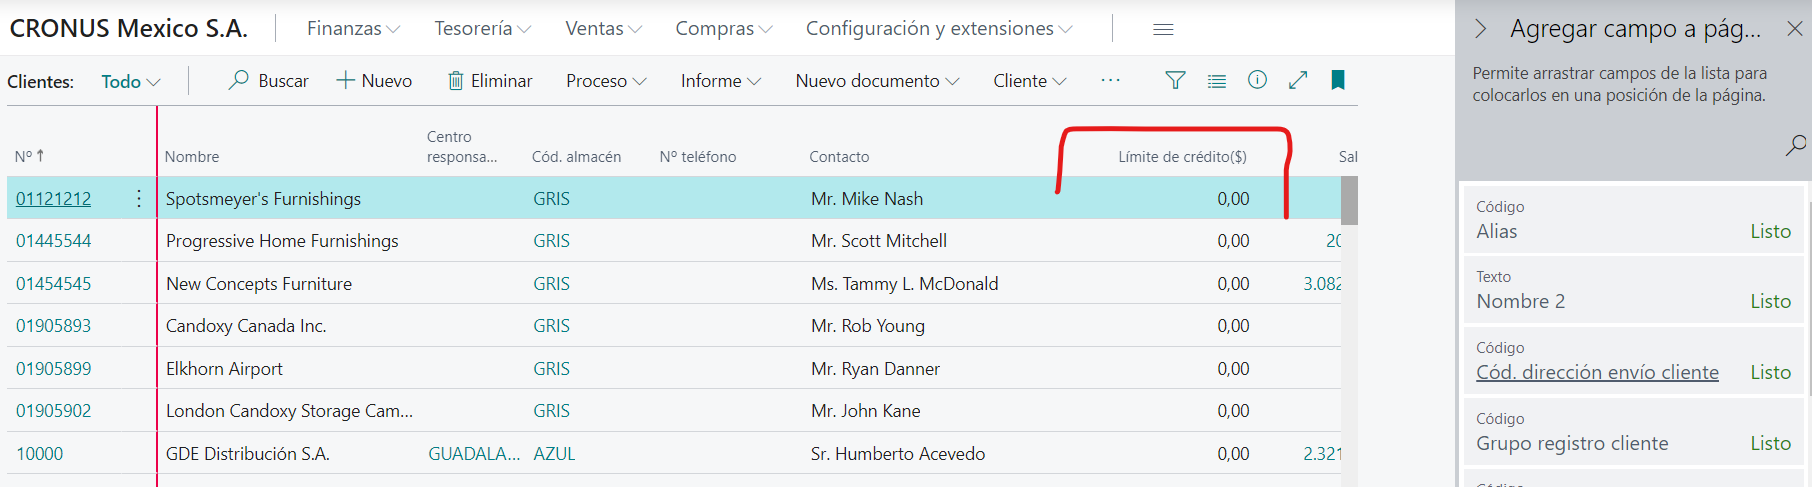 CRONUS Mexico S.A. Finanzas Tesorería Ventas Compras Configuración y extensiones
Clientes: Todo Buscar Nuevo Eliminar Proceso Informe Nuevo documento Cliente ...
Nº Nombre Centro responsa... Cód. almacén Nº teléfono Contacto Límite de crédito($) Sal
01121212 Spotsmeyer's Furnishings GRIS Mr. Mike Nash 0,00
01445544 Progressive Home Furnishings GRIS Mr. Scott Mitchell 0,00 20
01454545 New Concepts Furniture GRIS Ms. Tammy L. McDonald 0,00 3.082
01905893 Candoxy Canada Inc. GRIS Mr. Rob Young 0,00
01905899 Elkhorn Airport GRIS Mr. Ryan Danner 0,00
01905902 London Candoxy Storage Cam... GRIS Mr. John Kane 0,00
10000 GDE Distribución S.A. GUADALA... AZUL Sr. Humberto Acevedo 0,00 2.321
Agregar campo a pág...
Permite arrastrar campos de la lista para
colocarlos en una posición de la página.
Código
Alias Listo
Texto
Nombre 2 Listo
Código
Cód. dirección envío cliente Listo
Código
Grupo registro cliente Listo